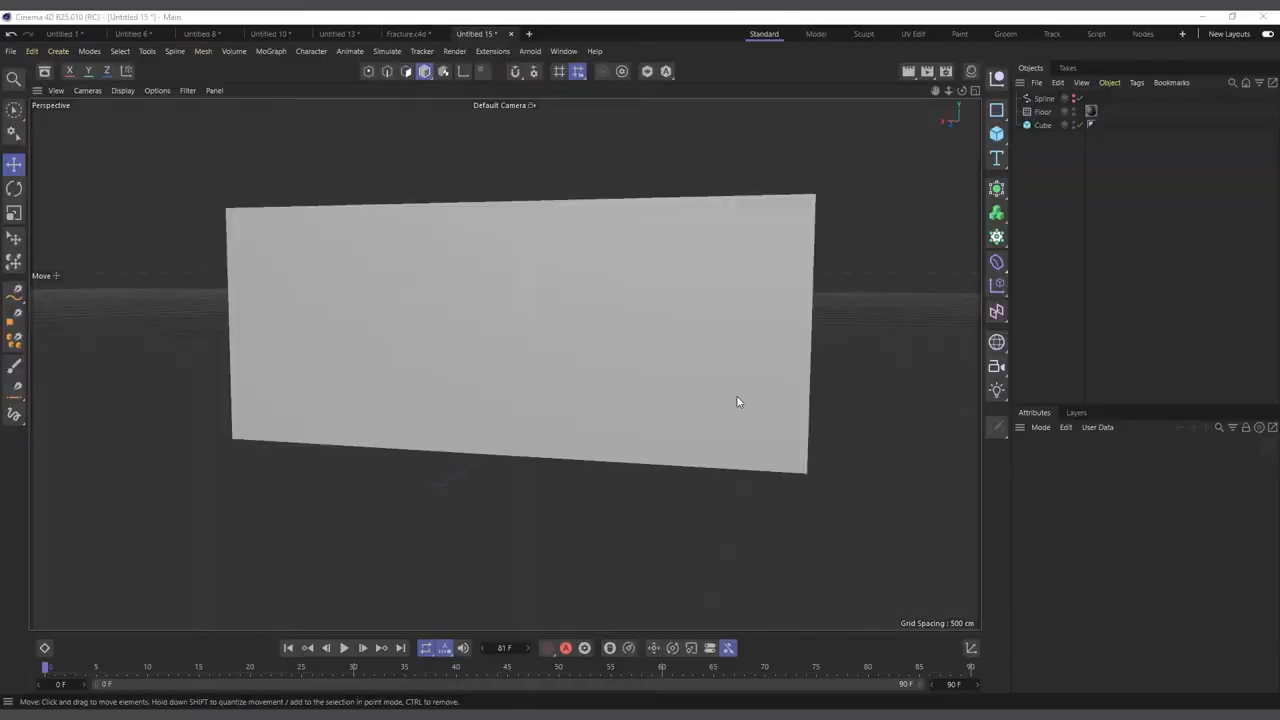 Cinema 4D R25.010 (RC) - [Untitled 15 *] - Main
Untitled 1 * Untitled 6 * Untitled 8 * Untitled 10 * Untitled 13 * Fracture.c4d * Untitled 15 * Standard Model Sculpt UV Edit Paint Groom Track Script Nodes New Layouts
File Edit Create Modes Select Tools Spline Mesh Volume MoGraph Character Animate Simulate Tracker Render Extensions Arnoid Window Help
X Y Z
Objects Takes
File Edit View Object Tags Bookmarks
View Cameras Display Options Filter Panel
Perspective
Default Camera
Y
X
Z
Spline
Floor
Cube
Move
Attributes Layers
Mode Edit User Data
Grid Spacing : 500 cm
81 F
0 5 10 15 20 25 30 35 40 45 50 55 60 65 70 75 80 85 90
0 F 0 F 90 F 90 F
Move: Click and drag to move elements. Hold down SHIFT to quantize movement / add to the selection in point mode, CTRL to remove.